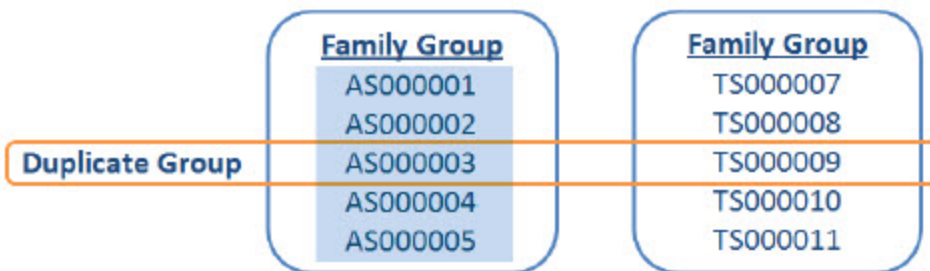 Family Group
AS000001
AS000002
AS000003
AS000004
AS000005
Family Group
TS000007
TS000008
TS000009
TS000010
TS000011
Duplicate Group